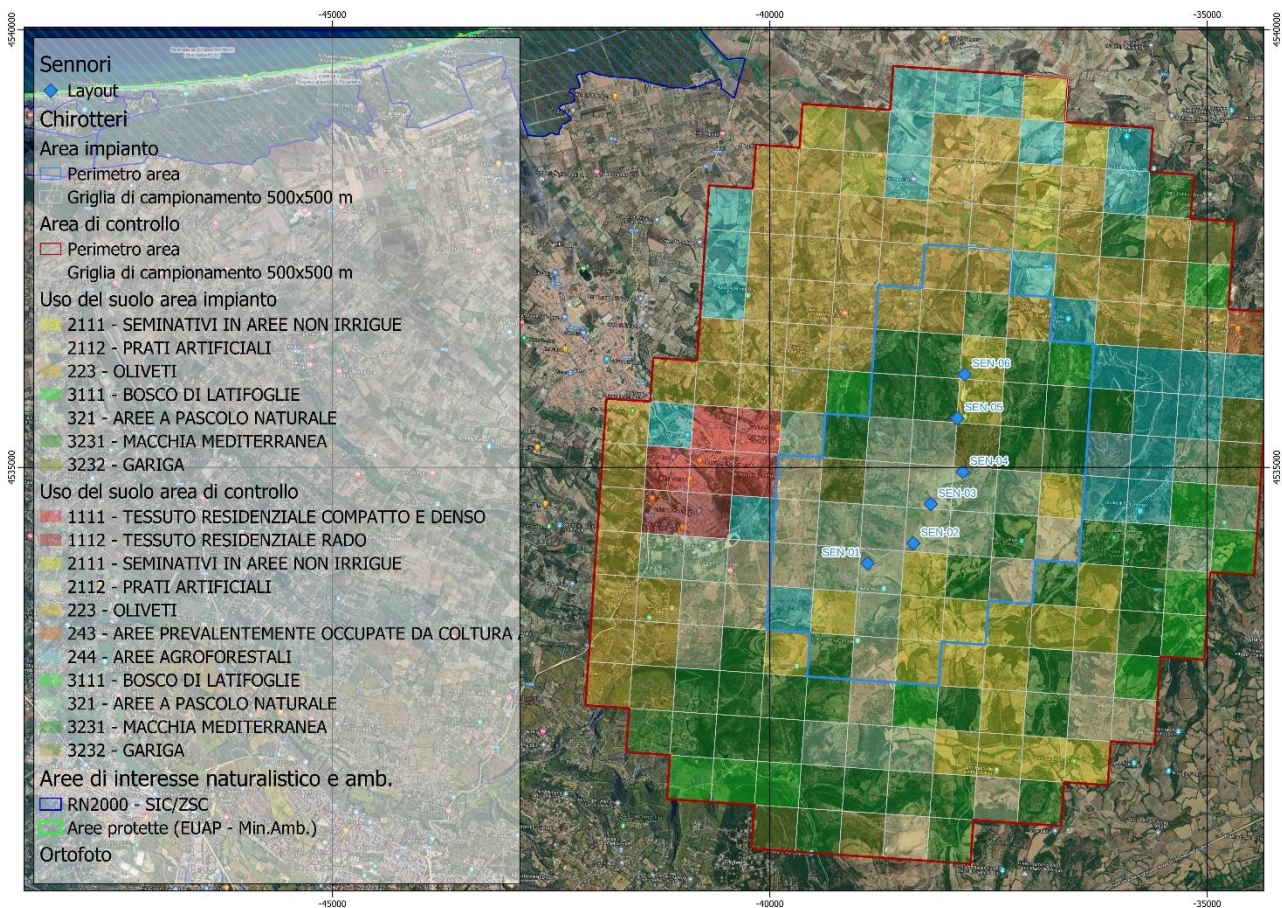 -45000
-40000
-35000
4540000
4540000
Sennori
Layout
Chirotteri
Area impianto
Perimetro area
Griglia di campionamento 500x500 m
Area di controllo
Perimetro area
Griglia di campionamento 500x500 m
Uso del suolo area impianto
2111 - SEMINATIVI IN AREE NON IRRIGUE
2112 - PRATI ARTIFICIALI
223 - OLIVETI
3111 - BOSCO DI LATIFOGLIE
321 - AREE A PASCOLO NATURALE
3231 - MACCHIA MEDITERRANEA
3232 - GARIGA
Uso del suolo area di controllo
1111 - TESSUTO RESIDENZIALE COMPATTO E DENSO
1112 - TESSUTO RESIDENZIALE RADO
2111 - SEMINATIVI IN AREE NON IRRIGUE
2112 - PRATI ARTIFICIALI
223 - OLIVETI
243 - AREE PREVALENTEMENTE OCCUPATE DA COLTURA
244 - AREE AGROFORESTALI
3111 - BOSCO DI LATIFOGLIE
321 - AREE A PASCOLO NATURALE
3231 - MACCHIA MEDITERRANEA
3232 - GARIGA
Aree di interesse naturalistico e amb.
RN2000 - SIC/ZSC
Aree protette (EUAP - Min.Amb.)
Ortofoto
SEN-06
SEN-05
SEN-04
SEN-03
SEN-02
SEN-01
4535000
4535000
-45000
-40000
-35000